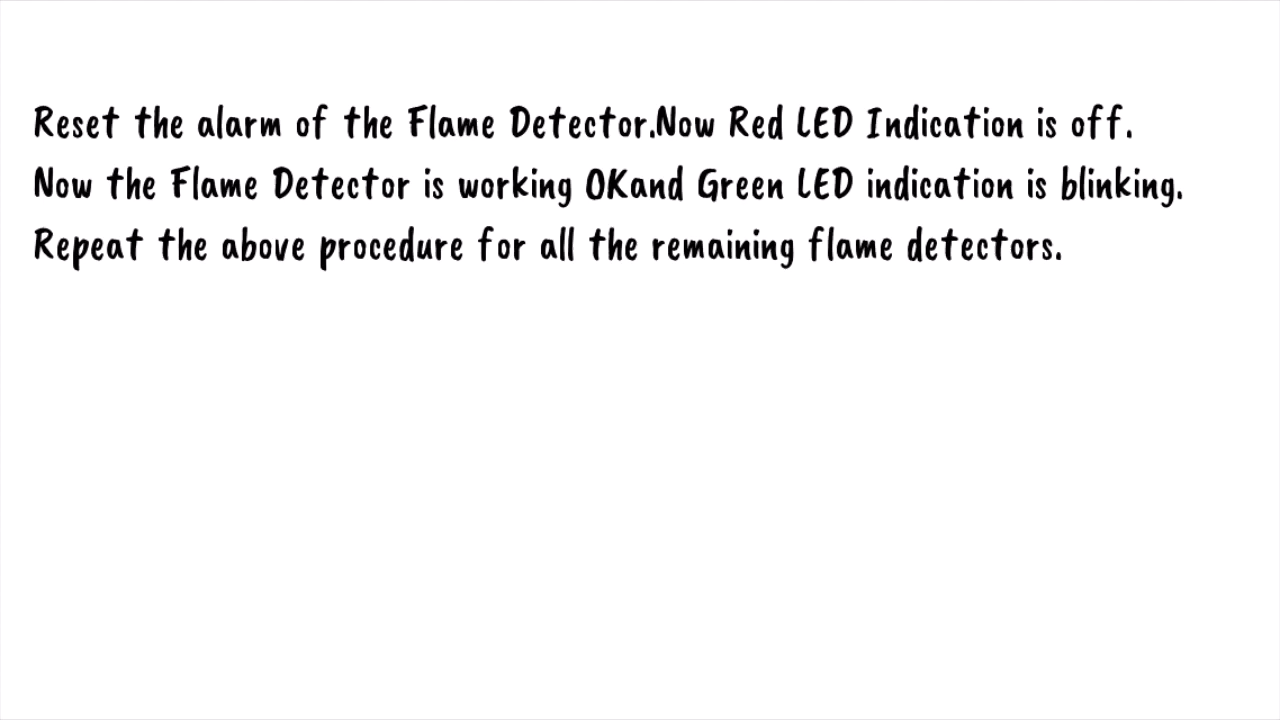 Reset the alarm of the Flame Detector.Now Red LED Indication is off.
Now the Flame Detector is working OKand Green LED indication is blinking.
Repeat the above procedure for all the remaining flame detectors.